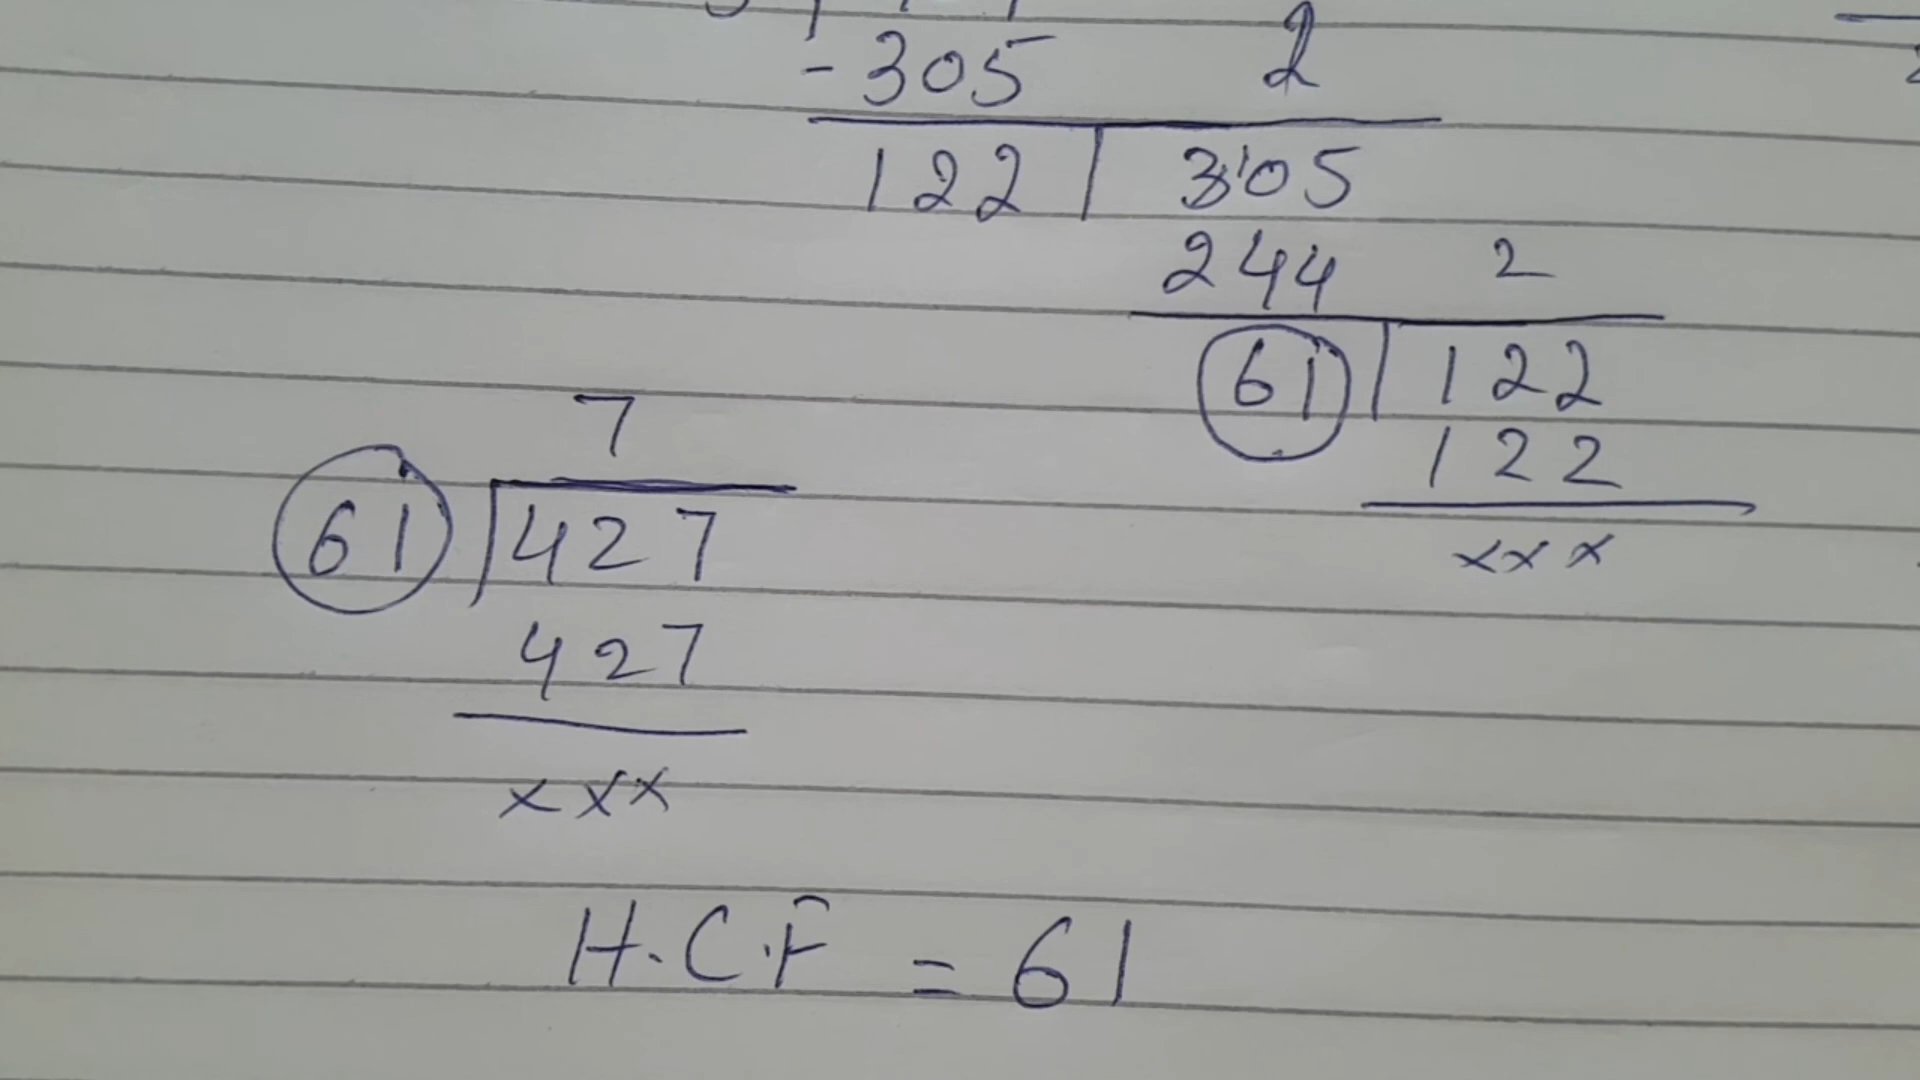 - 305 2
122 305
244 2
61 122
122
xxx
7
61 427
427
xxx
H.C.F = 61